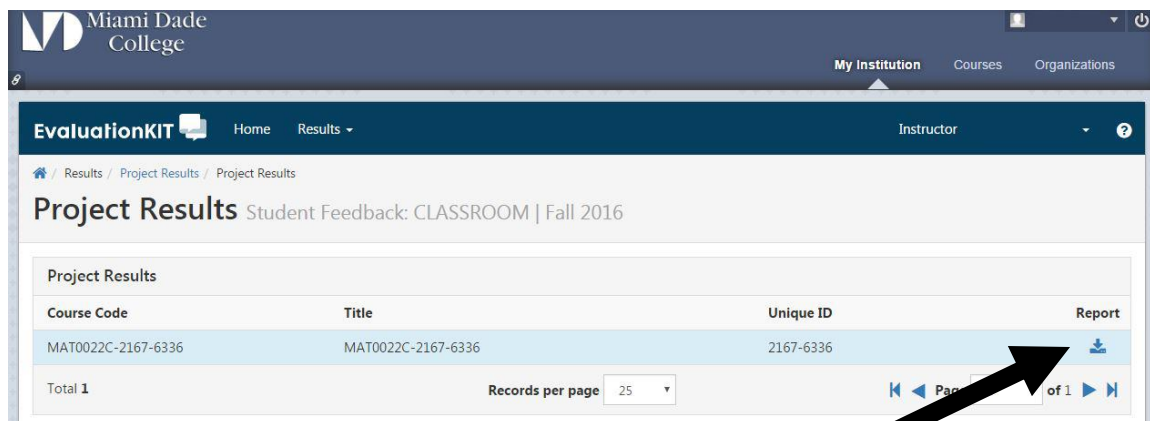 Miami Dade
College
My Institution Courses Organizations
EvaluationKIT Home Results Instructor
/ Results / Project Results / Project Results
Project Results Student Feedback: CLASSROOM | Fall 2016
Project Results
Course Code Title Unique ID Report
MAT0022C-2167-6336 MAT0022C-2167-6336 2167-6336
Total 1 Records per page 25 of 1